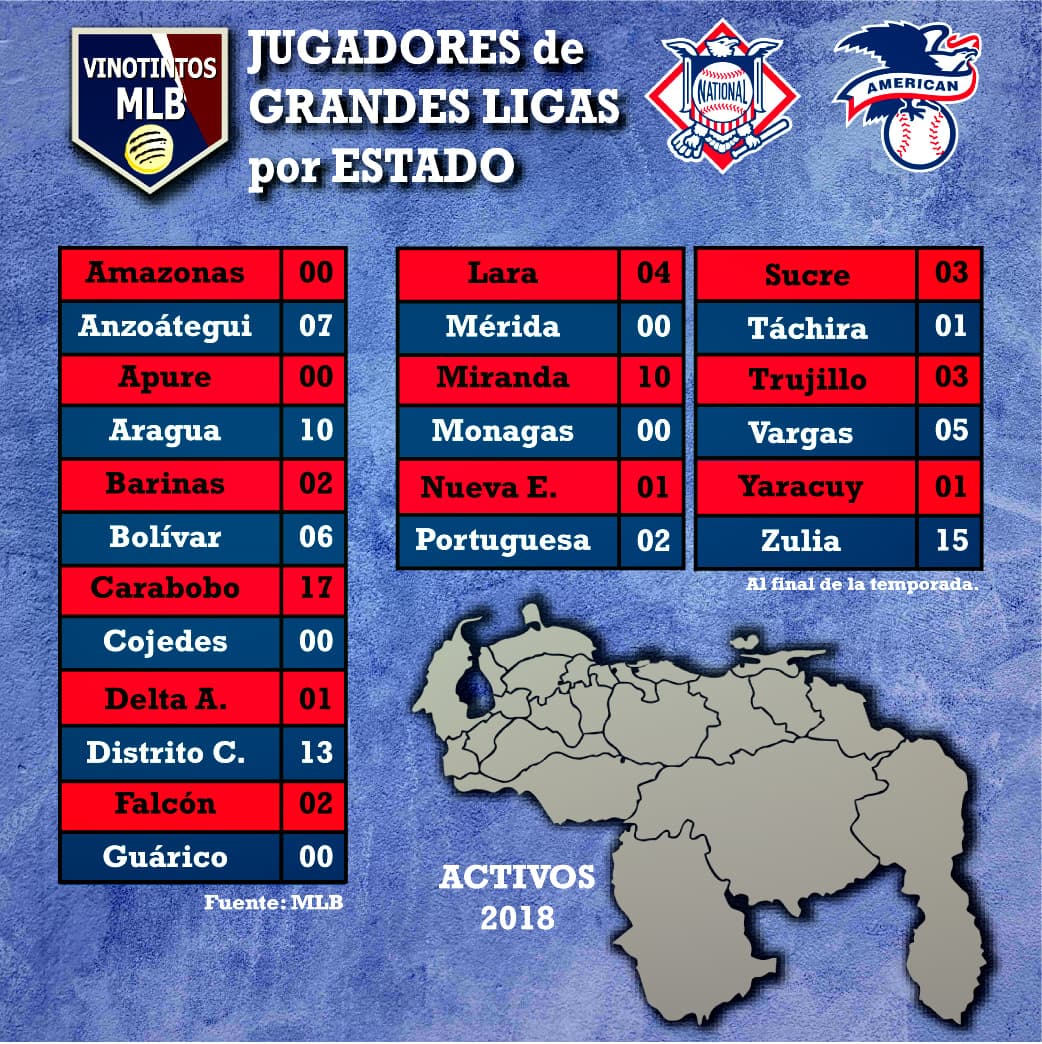 VINOTINTOS
MLB
JUGADORES de
GRANDES LIGAS
por ESTADO
NATIONAL
AMERICAN
Amazonas 00
Anzoátegui 07
Apure 00
Aragua 10
Barinas 02
Bolívar 06
Carabobo 17
Cojedes 00
Delta A. 01
Distrito C. 13
Falcón 02
Guárico 00
Fuente: MLB
Lara 04
Mérida 00
Miranda 10
Monagas 00
Nueva E. 01
Portuguesa 02
Sucre 03
Táchira 01
Trujillo 03
Vargas 05
Yaracuy 01
Zulia 15
Al final de la temporada.
ACTIVOS
2018